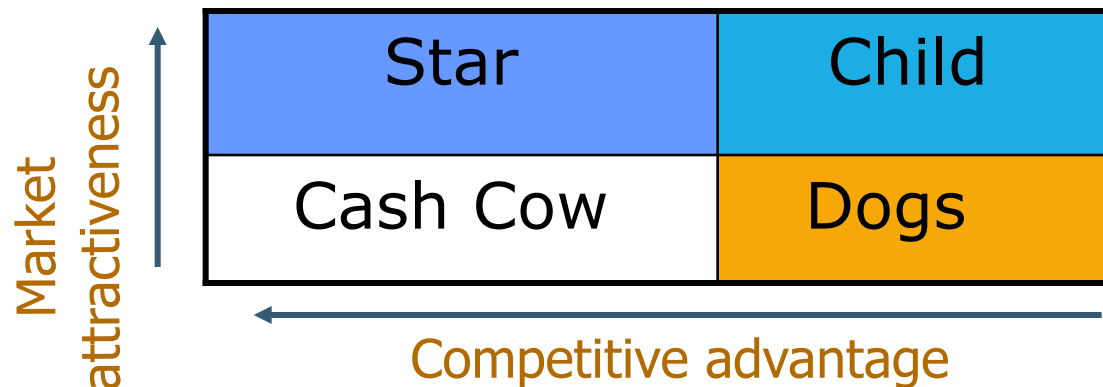 Star
Child
Cash Cow
Dogs
Market
attractiveness
Competitive advantage